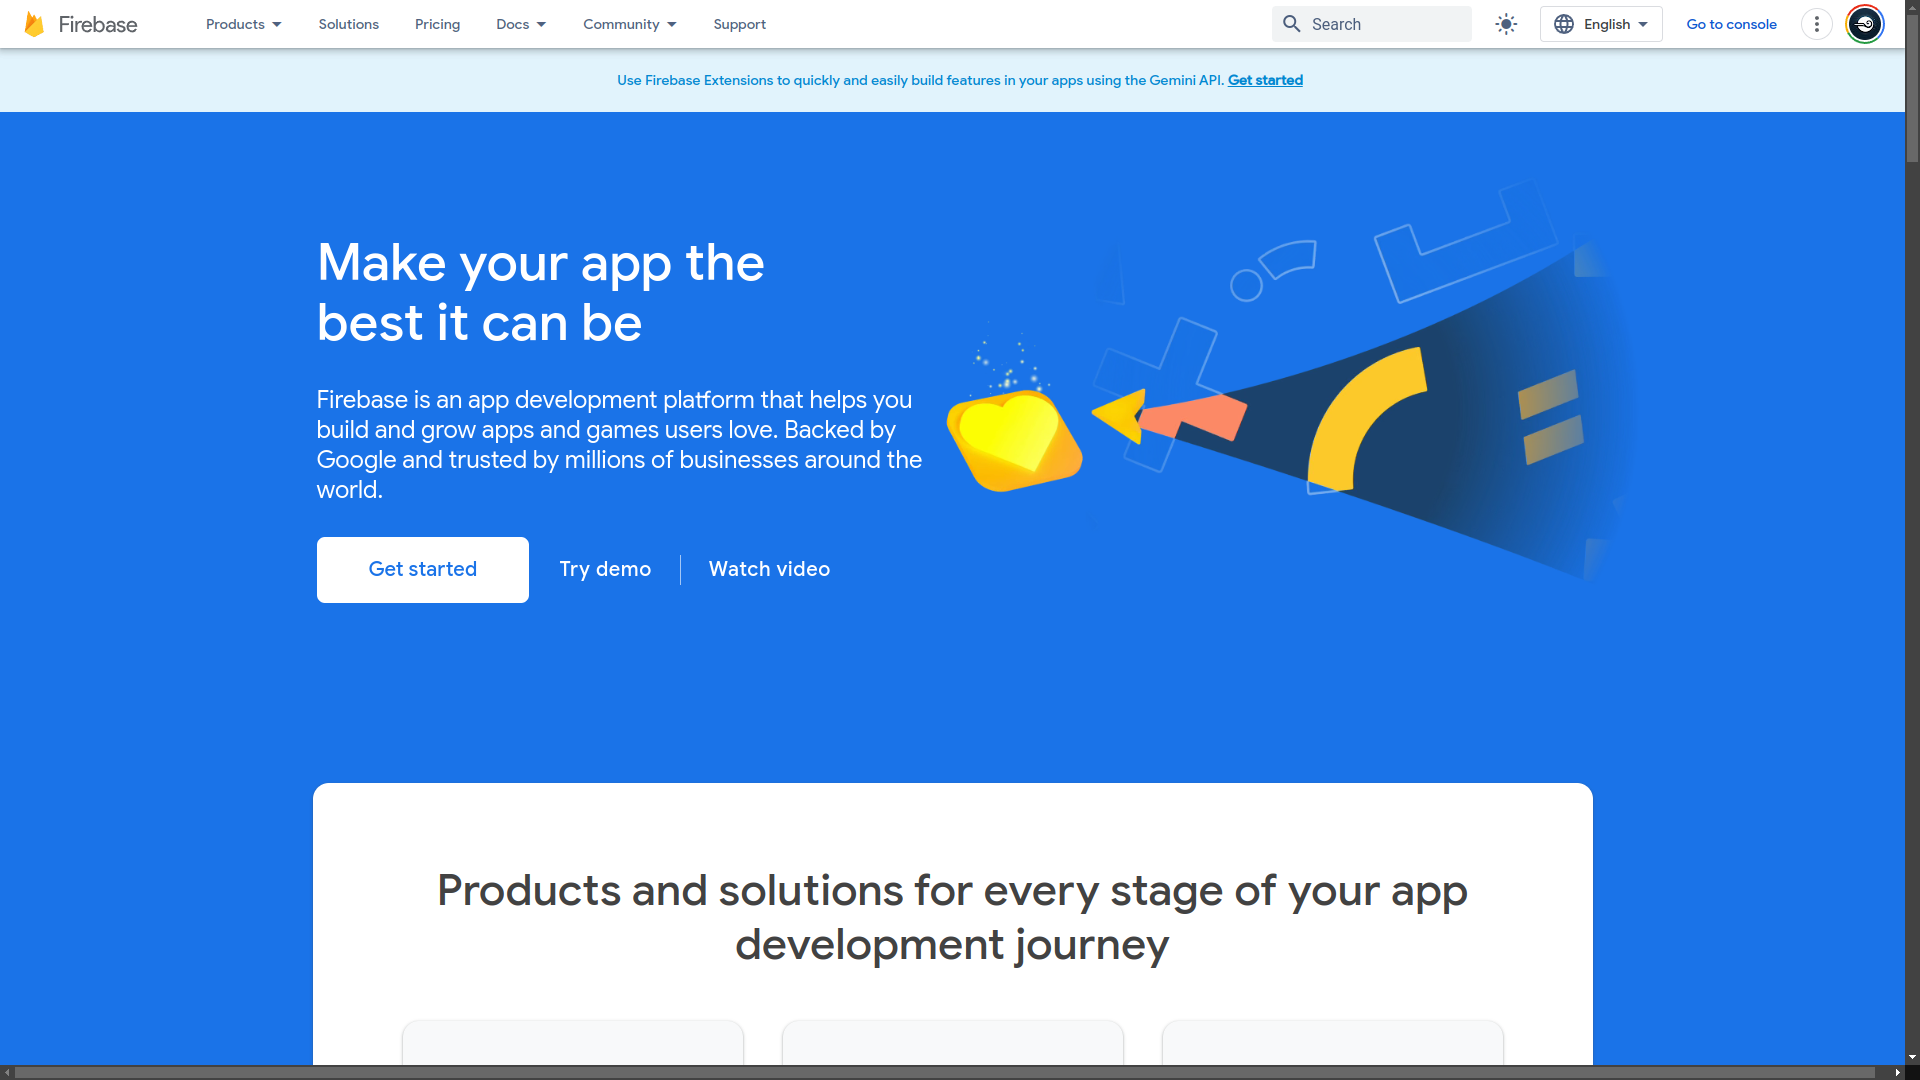 Firebase
Products
Solutions
Pricing
Docs
Community
Support
Search
English
Go to console
Use Firebase Extensions to quickly and easily build features in your apps using the Gemini API. Get started
Make your app the
best it can be
Firebase is an app development platform that helps you
build and grow apps and games users love. Backed by
Google and trusted by millions of businesses around the
world.
Get started
Try demo
Watch video
Products and solutions for every stage of your app
development journey